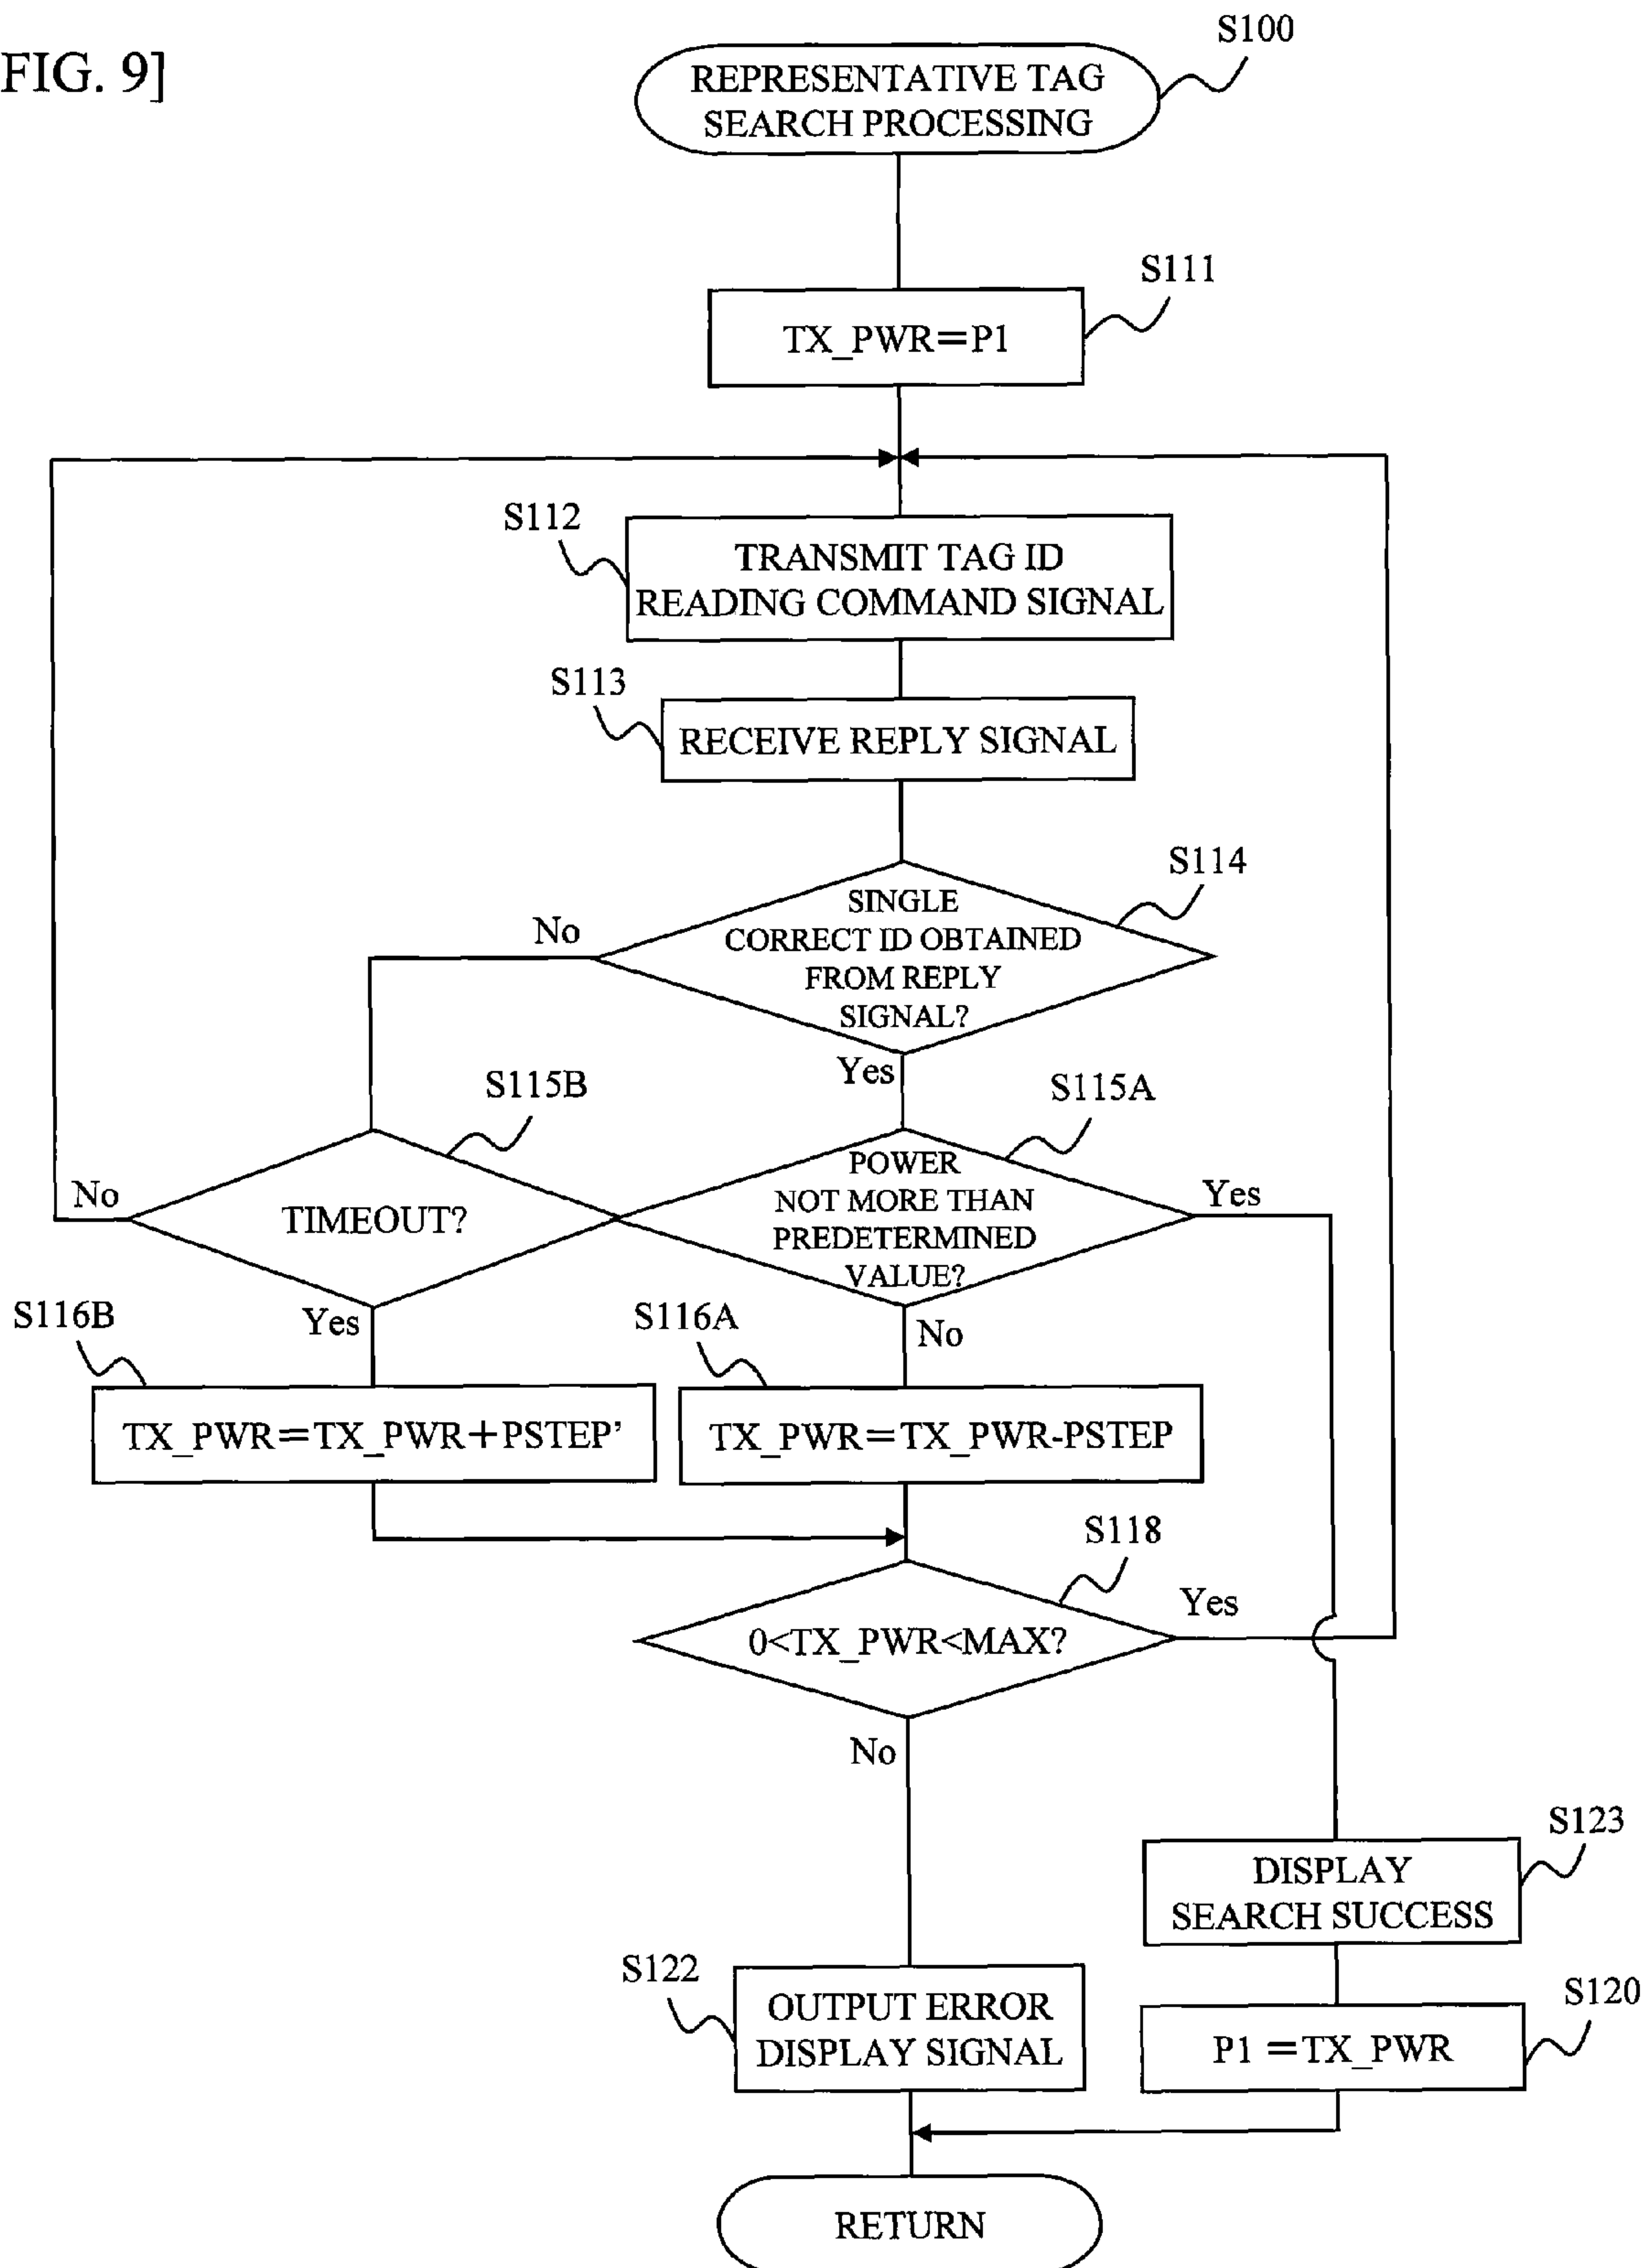 FIG. 9]
S100
REPRESENTATIVE TAG
SEARCH PROCESSING
S111
TX_PWR=P1
S112
TRANSMIT TAG ID
READING COMMAND SIGNAL
S113
RECEIVE REPLY SIGNAL
S114
SINGLE
CORRECT ID OBTAINED
FROM REPLY
SIGNAL?
No
Yes
S115B
S115A
TIMEOUT?
No
Yes
POWER
NOT MORE THAN
PREDETERMINED
VALUE?
Yes
No
S116B
TX_PWR=TX_PWR+PSTEP'
S116A
TX_PWR=TX_PWR-PSTEP
S118
0<TX_PWR<MAX?
Yes
No
S123
DISPLAY
SEARCH SUCCESS
S122
OUTPUT ERROR
DISPLAY SIGNAL
S120
P1 =TX_PWR
RETURN